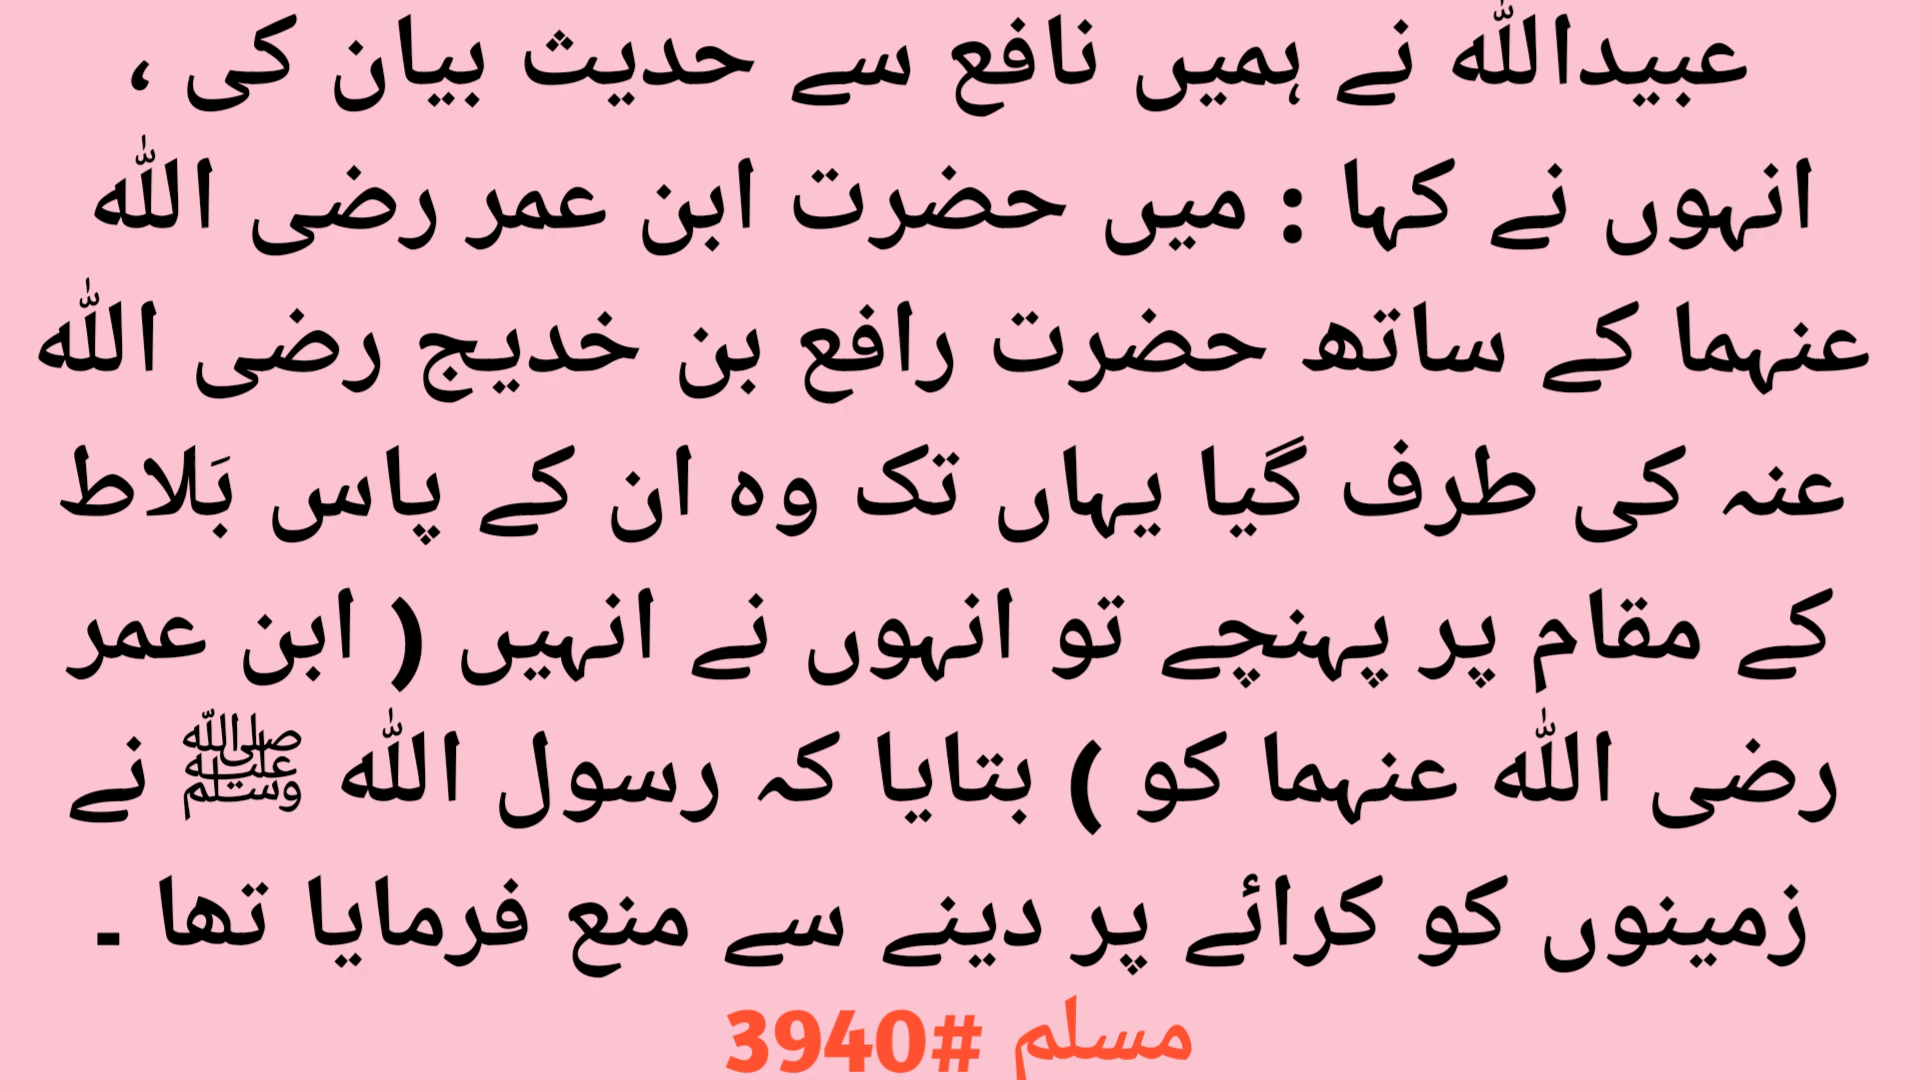 عبیداللہ نے ہمیں نافع سے حدیث بیان کی ،
انہوں نے کہا : میں حضرت ابن عمر رضی اللہ
عنہما کے ساتھ حضرت رافع بن خدیج رضی اللہ
عنہ کی طرف گیا یہاں تک وہ ان کے پاس بَلاط
کے مقام پر پہنچے تو انہوں نے انہیں ( ابن عمر
رضی اللہ عنہما کو ) بتایا کہ رسول اللہ ﷺ نے
زمینوں کو کرائے پر دینے سے منع فرمایا تھا ۔
مسلم #3940